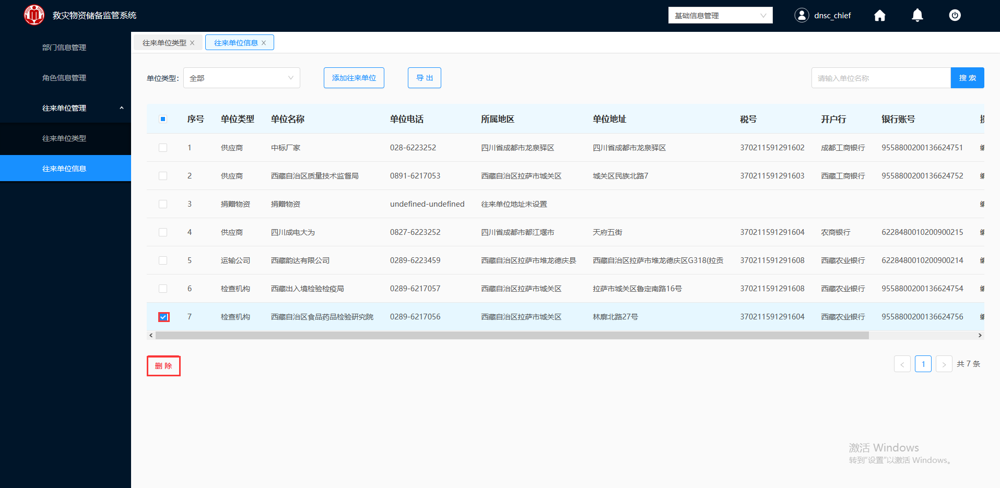 救灾物资储备监管系统
基础信息管理
dnsc_chief
部门信息管理
角色信息管理
往来单位管理
往来单位类型
往来单位信息
往来单位类型 ×
往来单位信息 ×
单位类型: 全部
添加往来单位
导 出
请输入单位名称
搜 索
序号 单位类型 单位名称 单位电话 所属地区 单位地址 税号 开户行 银行账号
1 供应商 中标厂家 028-6223252 四川省成都市龙泉驿区 四川省成都市龙泉驿区 370211591291602 成都工商银行 9558800200136624751
2 供应商 西藏自治区质量技术监督局 0891-6217053 西藏自治区拉萨市城关区 城关区民族北路7 370211591291603 西藏工商银行 9558800200136624752
3 捐赠物资 捐赠物资 undefined-undefined 往来单位地址未设置
4 供应商 四川成电大为 0827-6223252 四川省成都市都江堰市 天府五街 370211591291604 农商银行 6228480010200900215
5 运输公司 西藏韵达有限公司 0289-6223459 西藏自治区拉萨市堆龙德庆县 西藏自治区拉萨市堆龙德庆区G318(拉贡 370211591291608 西藏农业银行 6228480010200900214
6 检查机构 西藏出入境检验检疫局 0289-6217057 西藏自治区拉萨市城关区 拉萨市城关区鲁定南路16号 370211591291608 西藏农业银行 9558800200136624754
7 检查机构 西藏自治区食品药品检验研究院 0289-6217056 西藏自治区拉萨市城关区 林廓北路27号 370211591291604 西藏农业银行 9558800200136624756
删 除
< 1 > 共 7 条
激活 Windows
转到“设置”以激活 Windows。